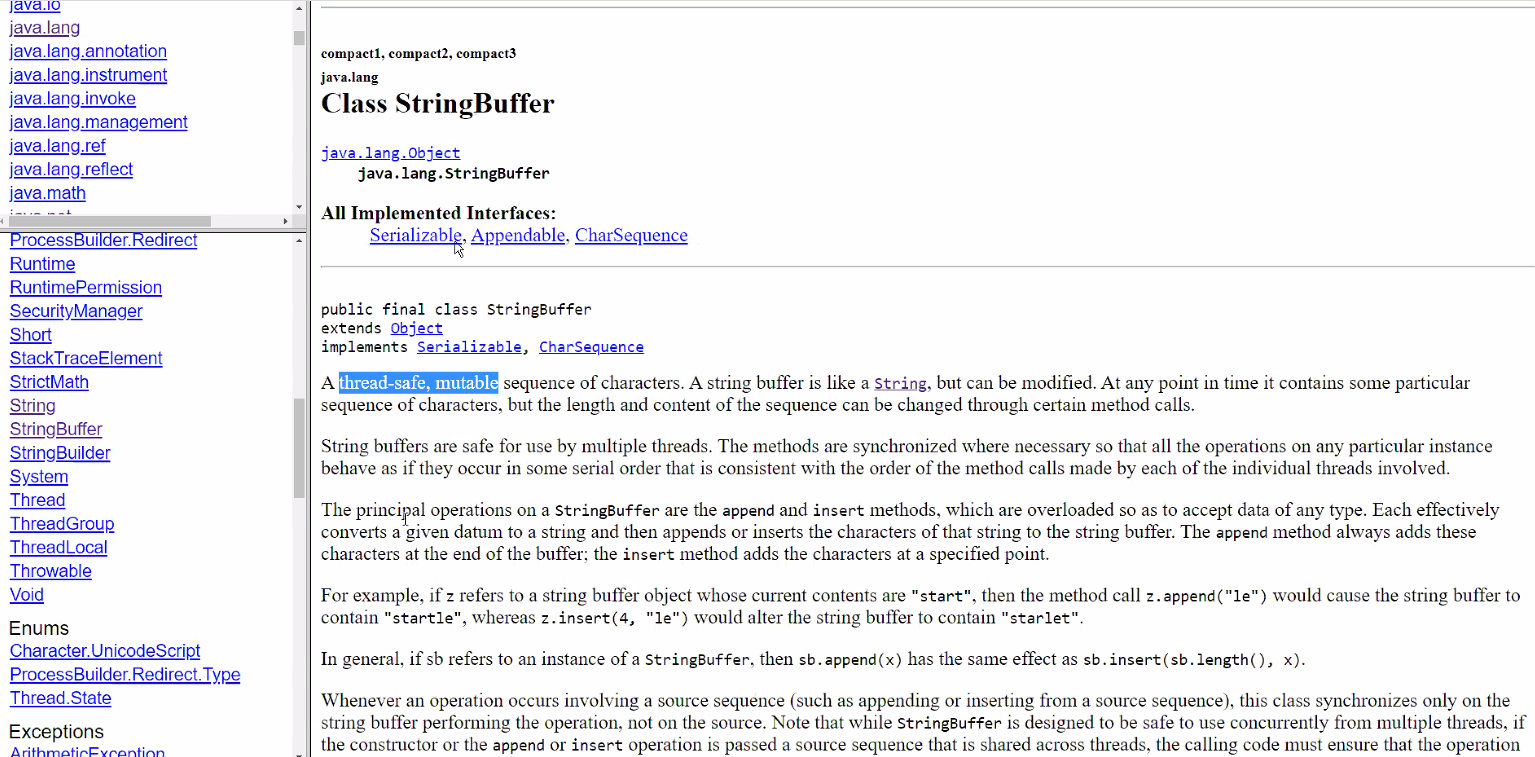 java.io
java.lang
java.lang.annotation
java.lang.instrument
java.lang.invoke
java.lang.management
java.lang.ref
java.lang.reflect
java.math
java.net
ProcessBuilder.Redirect
Runtime
RuntimePermission
SecurityManager
Short
StackTraceElement
StrictMath
String
StringBuffer
StringBuilder
System
Thread
ThreadGroup
ThreadLocal
Throwable
Void
Enums
Character.UnicodeScript
ProcessBuilder.Redirect.Type
Thread.State
Exceptions
ArithmeticException
compact1, compact2, compact3
java.lang
Class StringBuffer
java.lang.Object
java.lang.StringBuffer
All Implemented Interfaces:
Serializable, Appendable, CharSequence
public final class StringBuffer
extends Object
implements Serializable, CharSequence
A thread-safe, mutable sequence of characters. A string buffer is like a String, but can be modified. At any point in time it contains some particular
sequence of characters, but the length and content of the sequence can be changed through certain method calls.
String buffers are safe for use by multiple threads. The methods are synchronized where necessary so that all the operations on any particular instance
behave as if they occur in some serial order that is consistent with the order of the method calls made by each of the individual threads involved.
The principal operations on a StringBuffer are the append and insert methods, which are overloaded so as to accept data of any type. Each effectively
converts a given datum to a string and then appends or inserts the characters of that string to the string buffer. The append method always adds these
characters at the end of the buffer; the insert method adds the characters at a specified point.
For example, if z refers to a string buffer object whose current contents are "start", then the method call z.append("le") would cause the string buffer to
contain "startle", whereas z.insert(4, "le") would alter the string buffer to contain "starlet".
In general, if sb refers to an instance of a StringBuffer, then sb.append(x) has the same effect as sb.insert(sb.length(), x).
Whenever an operation occurs involving a source sequence (such as appending or inserting from a source sequence), this class synchronizes only on the
string buffer performing the operation, not on the source. Note that while StringBuffer is designed to be safe to use concurrently from multiple threads, if
the constructor or the append or insert operation is passed a source sequence that is shared across threads, the calling code must ensure that the operation